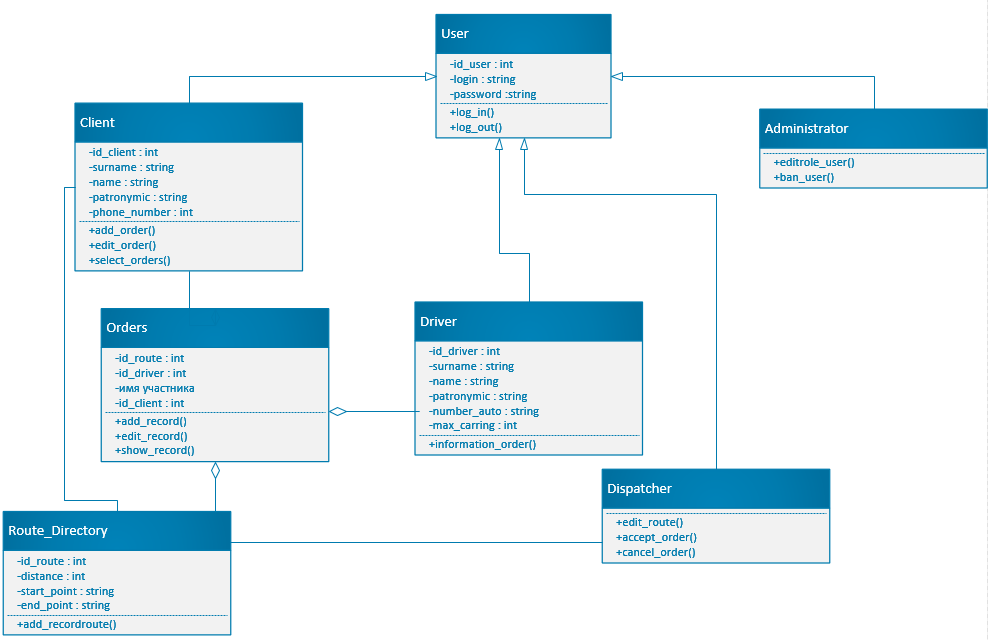 User
-id_user : int
-login : string
-password :string
+log_in()
+log_out()
Client
-id_client : int
-surname : string
-name : string
-patronymic : string
-phone_number : int
+add_order()
+edit_order()
+select_orders()
Administrator
+editrole_user()
+ban_user()
Orders
-id_route : int
-id_driver : int
-имя участника
-id_client : int
+add_record()
+edit_record()
+show_record()
Driver
-id_driver : int
-surname : string
-name : string
-patronymic : string
-number_auto : string
-max_carring : int
+information_order()
Dispatcher
+edit_route()
+accept_order()
+cancel_order()
Route_Directory
-id_route : int
-distance : int
-start_point : string
-end_point : string
+add_recordroute()